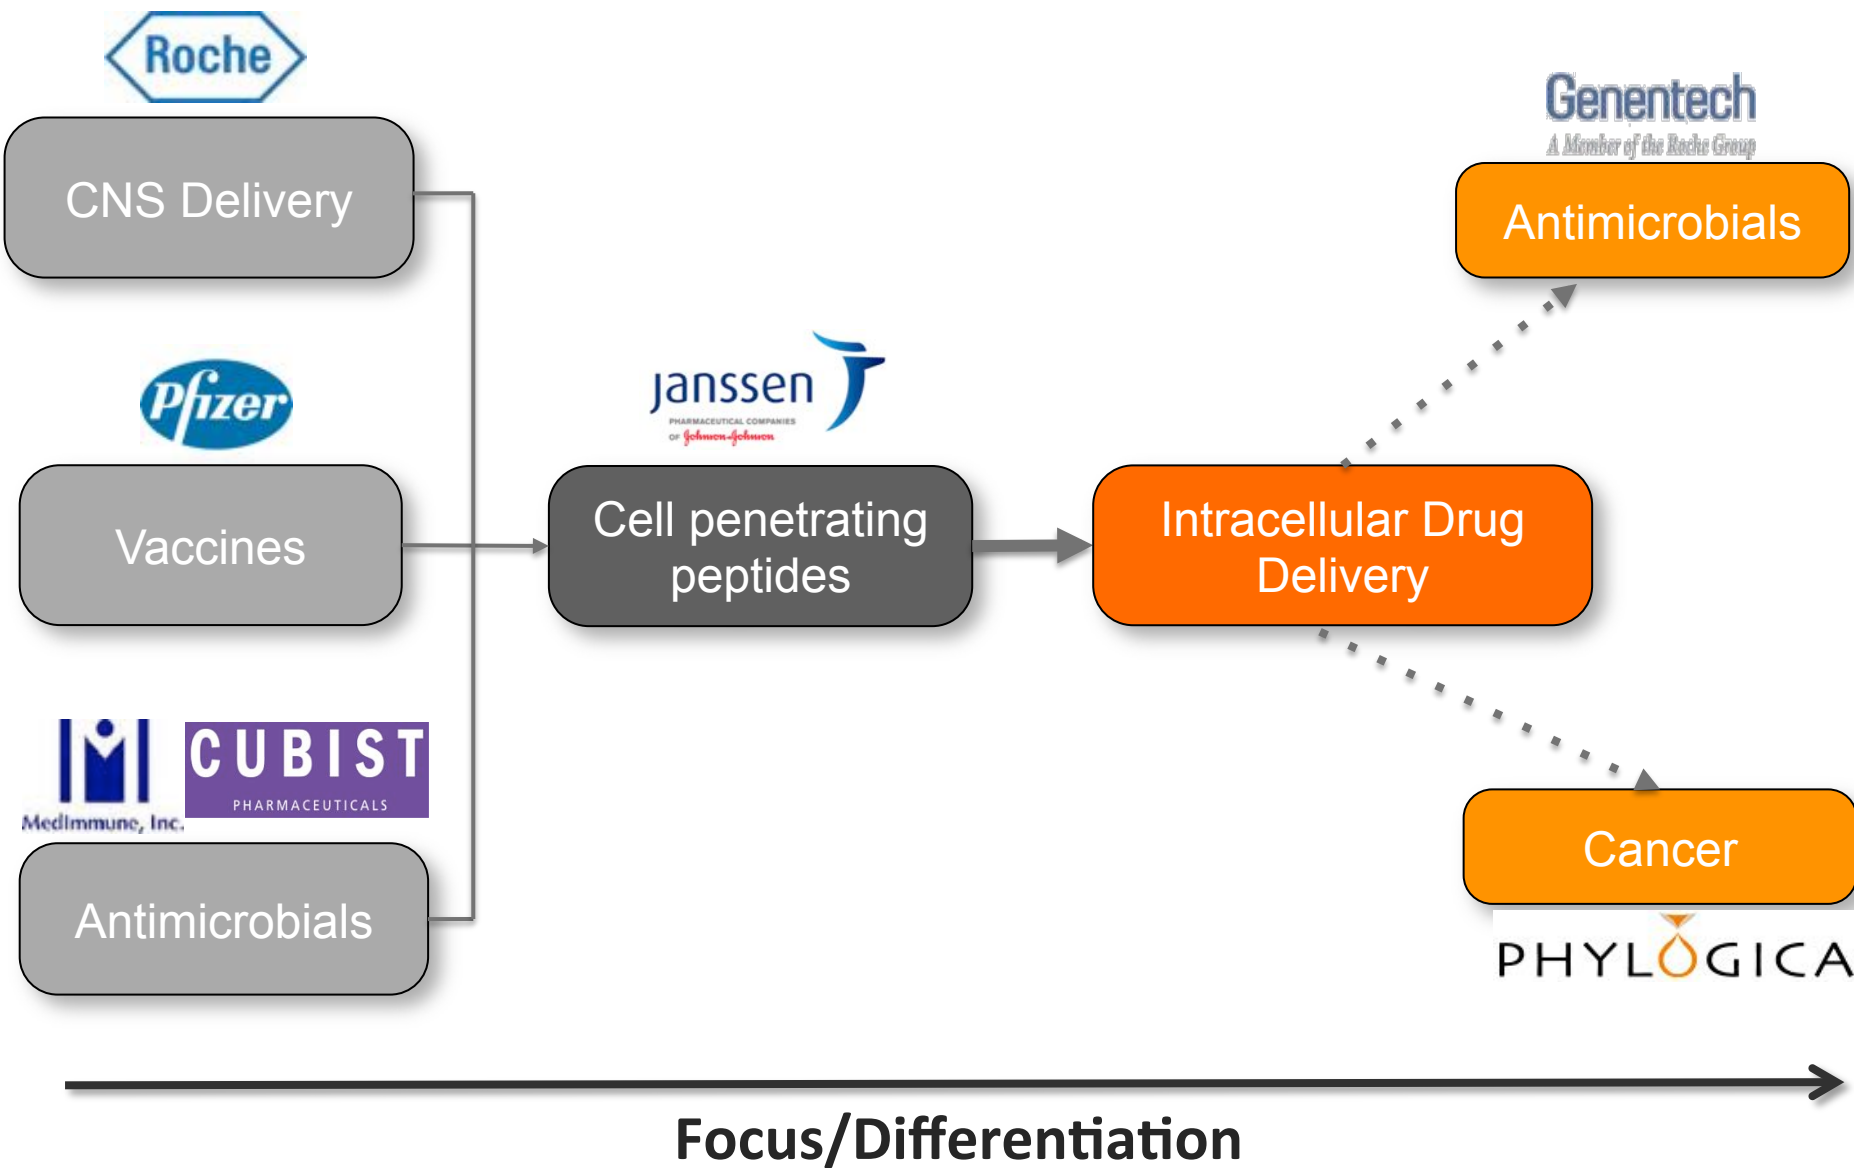 Roche
CNS Delivery
Pfizer
Vaccines
MedImmune, Inc.
CUBIST
PHARMACEUTICALS
Antimicrobials
janssen
PHARMACEUTICAL COMPANIES
OF Johnson & Johnson
Cell penetrating
peptides
Intracellular Drug
Delivery
Genentech
A Member of the Roche Group
Antimicrobials
Cancer
PHYLOGICA
Focus/Differentiation